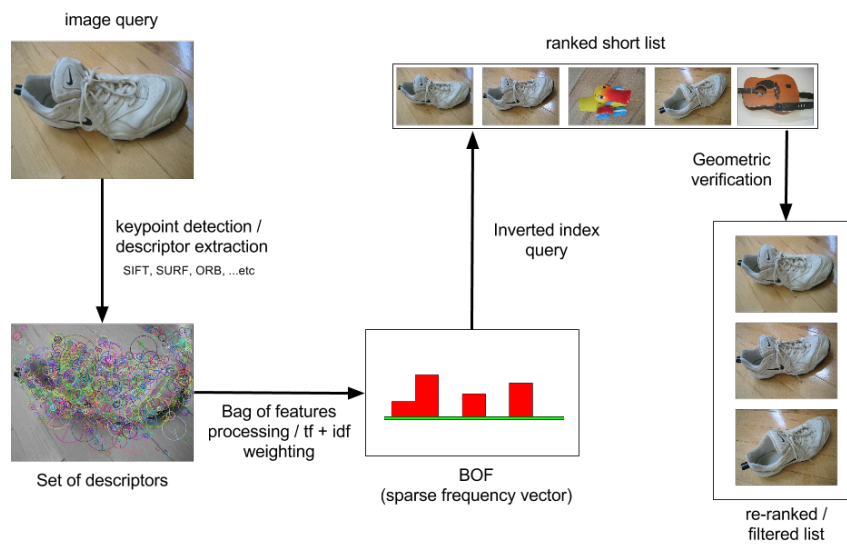 image query
ranked short list
keypoint detection /
descriptor extraction
SIFT, SURF, ORB, ...etc
Inverted index
query
Geometric
verification
Bag of features
processing / tf + idf
weighting
Set of descriptors
BOF
(sparse frequency vector)
re-ranked /
filtered list